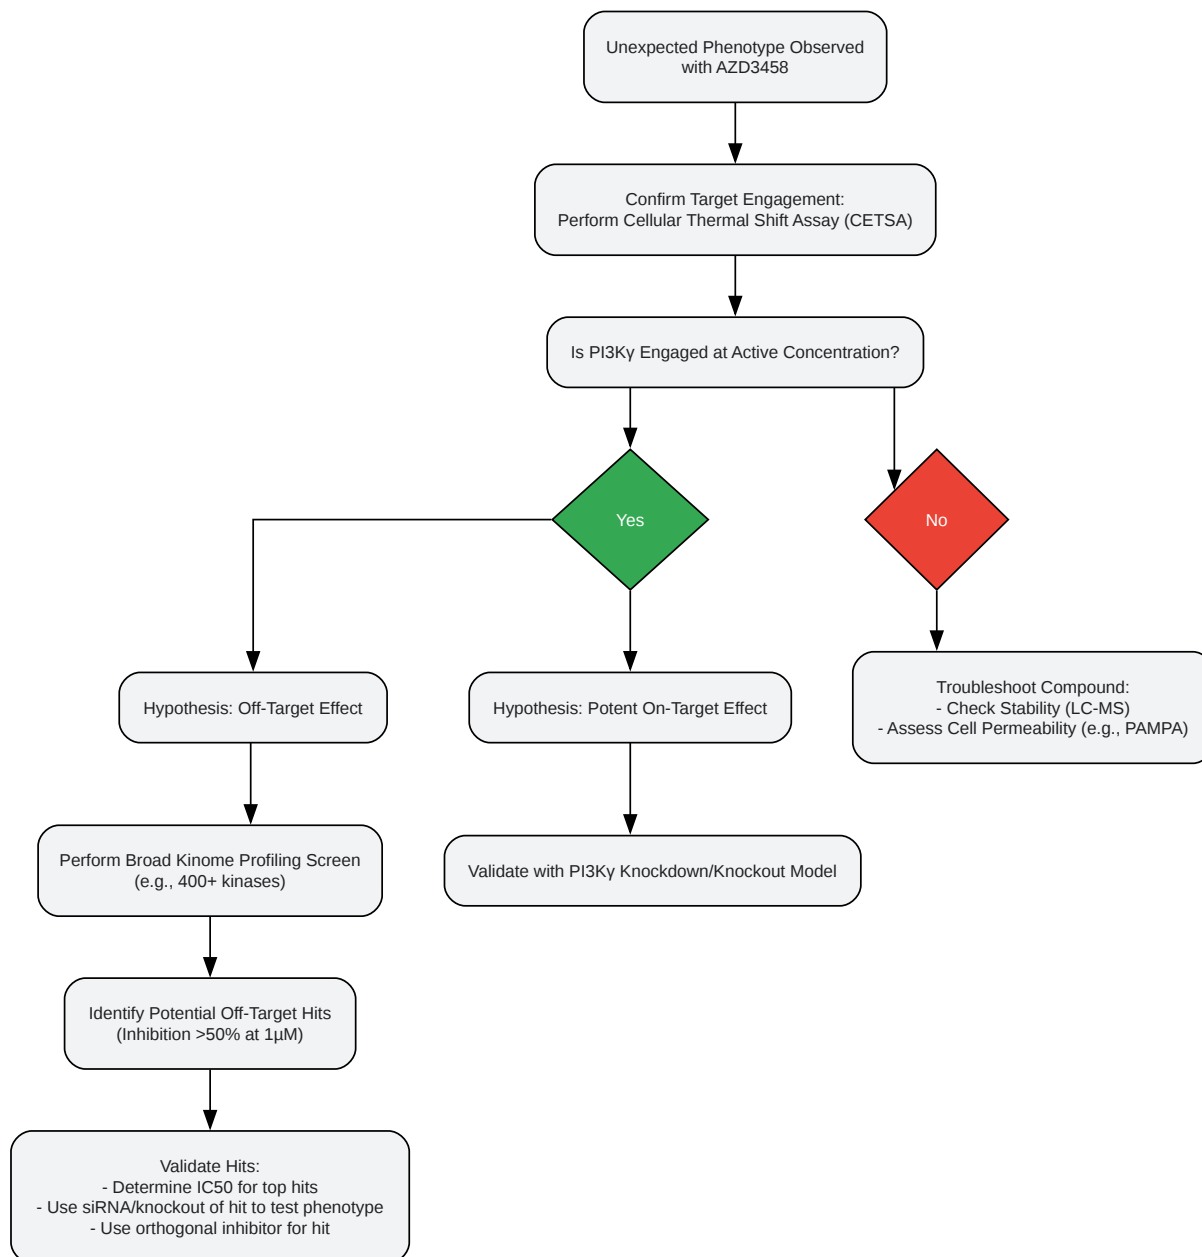 Unexpected Phenotype Observed
with AZD3458
Confirm Target Engagement:
Perform Cellular Thermal Shift Assay (CETSA)
Is PI3Kγ Engaged at Active Concentration?
Yes
No
Hypothesis: Off-Target Effect
Hypothesis: Potent On-Target Effect
Troubleshoot Compound:
- Check Stability (LC-MS)
- Assess Cell Permeability (e.g., PAMPA)
Perform Broad Kinome Profiling Screen
(e.g., 400+ kinases)
Validate with PI3Kγ Knockdown/Knockout Model
Identify Potential Off-Target Hits
(Inhibition >50% at 1µM)
Validate Hits:
- Determine IC50 for top hits
- Use siRNA/knockout of hit to test phenotype
- Use orthogonal inhibitor for hit